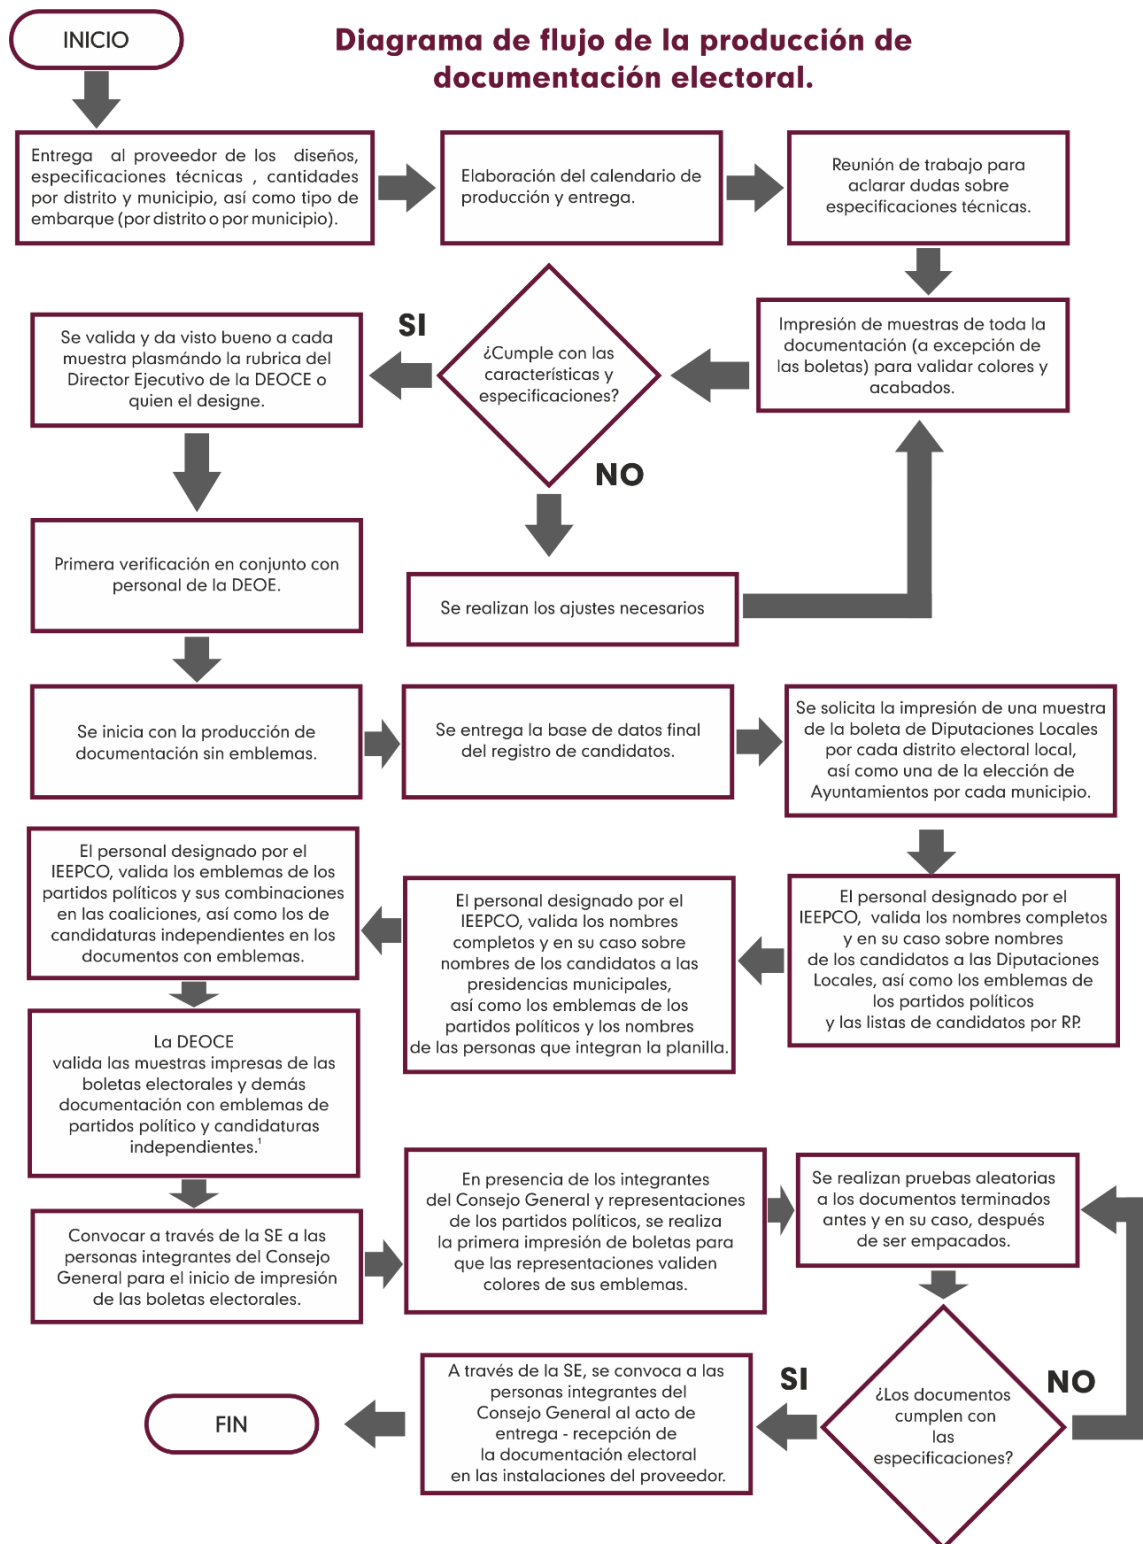 INICIO
Diagrama de flujo de la producción de
documentación electoral.
Entrega al proveedor de los diseños,
especificaciones técnicas , cantidades
por distrito y municipio, así como tipo de
embarque (por distrito o por municipio).
Elaboración del calendario de
producción y entrega.
Reunión de trabajo para
aclarar dudas sobre
especificaciones técnicas.
Impresión de muestras de toda la
documentación (a excepción de
las boletas) para validar colores y
acabados.
¿Cumple con las
características y
especificaciones?
SI
NO
Se valida y da visto bueno a cada
muestra plasmándo la rubrica del
Director Ejecutivo de la DEOCE o
quien el designe.
Se realizan los ajustes necesarios
Primera verificación en conjunto con
personal de la DEOE.
Se inicia con la producción de
documentación sin emblemas.
Se entrega la base de datos final
del registro de candidatos.
Se solicita la impresión de una muestra
de la boleta de Diputaciones Locales
por cada distrito electoral local,
así como una de la elección de
Ayuntamientos por cada municipio.
El personal designado por el
IEEPCO, valida los nombres completos
y en su caso sobre nombres
de los candidatos a las Diputaciones
Locales, así como los emblemas de
los partidos políticos
y las listas de candidatos por RP.
El personal designado por el
IEEPCO, valida los nombres
completos y en su caso sobre
nombres de los candidatos a las
presidencias municipales,
así como los emblemas de los
partidos políticos y los nombres
de las personas que integran la planilla.
El personal designado por el
IEEPCO, valida los emblemas de los
partidos políticos y sus combinaciones
en las coaliciones, así como los de
candidaturas independientes en los
documentos con emblemas.
La DEOCE
valida las muestras impresas de las
boletas electorales y demás
documentación con emblemas de
partidos político y candidaturas
independientes.¹
Convocar a través de la SE a las
personas integrantes del Consejo
General para el inicio de impresión
de las boletas electorales.
En presencia de los integrantes
del Consejo General y representaciones
de los partidos políticos, se realiza
la primera impresión de boletas para
que las representaciones validen
colores de sus emblemas.
Se realizan pruebas aleatorias
a los documentos terminados
antes y en su caso, después
de ser empacados.
¿Los documentos
cumplen con
las
especificaciones?
SI
NO
A través de la SE, se convoca a las
personas integrantes del
Consejo General al acto de
entrega - recepción de
la documentación electoral
en las instalaciones del proveedor.
FIN